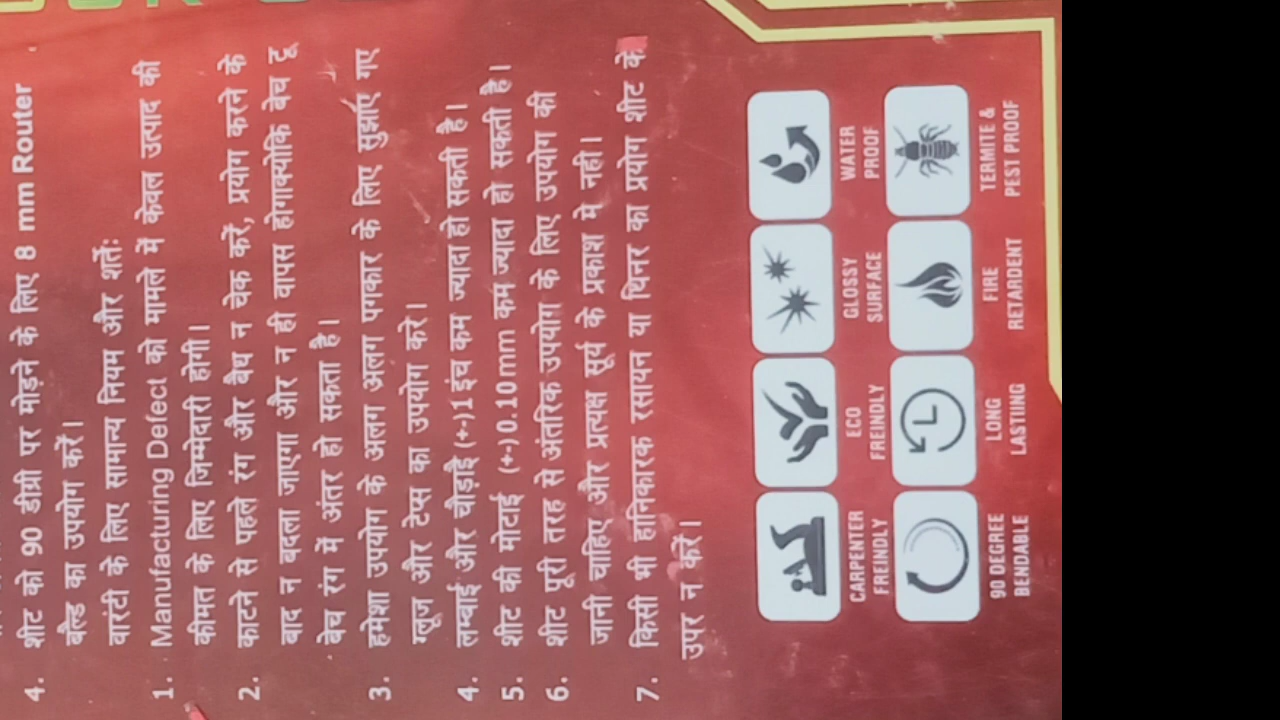 4. शीट को 90 डीग्री पर मोड़ने के लिए 8 mm Router
बैल्ड का उपयोग करें।
वारंटी के लिए सामान्य नियम और शर्तें:
1. Manufacturing Defect को मामले में केवल उत्पाद की
कीमत के लिए जिम्मेदारी होगी।
2. काटने से पहले रंग और बैच न चेक करें, प्रयोग करने के
बाद न बदला जाएगा और न ही वापस होगाक्योकि बेच टू
बेच रंग में अंतर हो सकता है।
3. हमेशा उपयोग के अलग अलग पगकार के लिए सुझाए गए
ग्लूज और टेप्स का उपयोग करे।
4. लम्बाई और चौड़ाई (+-)1 इंच कम ज्यादा हो सकती है।
5. शीट की मोटाई (+-) 0.10 mm कम ज्यादा हो सकती है।
6. शीट पूरी तरह से अंतरिक उपयोग के लिए उपयोग की
जानी चाहिए और प्रत्यक्ष सूर्य के प्रकाश मे नही।
7. किसी भी हानिकारक रसायन या थिनर का प्रयोग शीट के
उपर न करें।
CARPENTER FREINDLY
ECO FREINDLY
GLOSSY SURFACE
WATER PROOF
90 DEGREE BENDABLE
LONG LASTING
FIRE RETARDENT
TERMITE & PEST PROOF